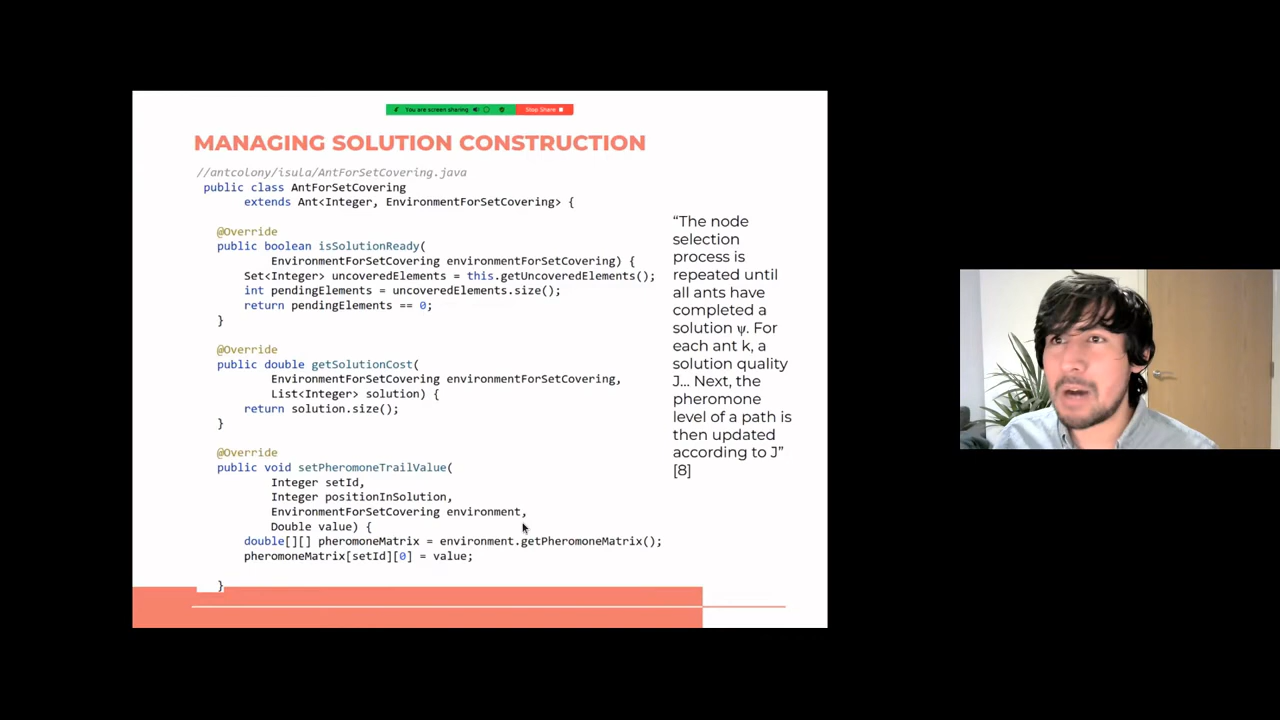 You are screen sharing
Stop Share
MANAGING SOLUTION CONSTRUCTION
//antcolony/isula/AntForSetCovering.java
public class AntForSetCovering
extends Ant<Integer, EnvironmentForSetCovering> {
@Override
public boolean isSolutionReady(
EnvironmentForSetCovering environmentForSetCovering) {
Set<Integer> uncoveredElements = this.getUncoveredElements();
int pendingElements = uncoveredElements.size();
return pendingElements == 0;
}
@Override
public double getSolutionCost(
EnvironmentForSetCovering environmentForSetCovering,
List<Integer> solution) {
return solution.size();
}
@Override
public void setPheromoneTrailValue(
Integer setId,
Integer positionInSolution,
EnvironmentForSetCovering environment,
Double value) {
double[][] pheromoneMatrix = environment.getPheromoneMatrix();
pheromoneMatrix[setId][0] = value;
}
“The node
selection
process is
repeated until
all ants have
completed a
solution ψ. For
each ant k, a
solution quality
J... Next, the
pheromone
level of a path is
then updated
according to J”
[8]